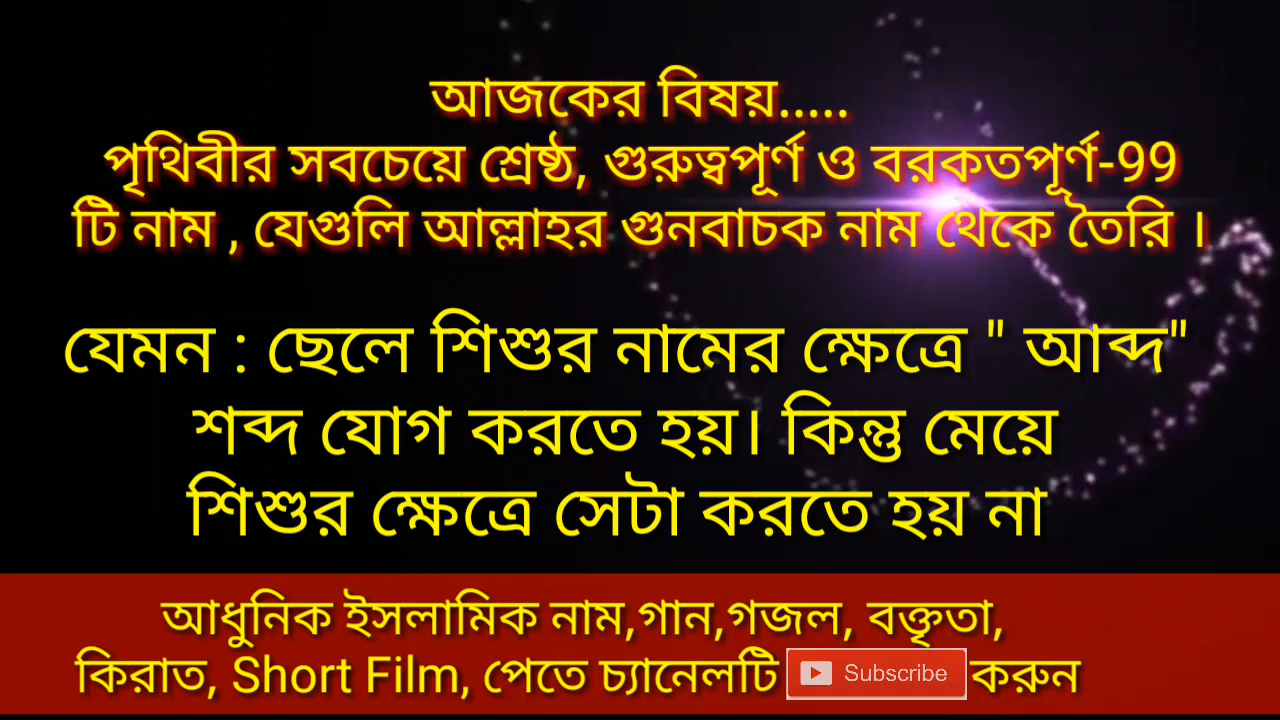 আজকের বিষয়.....
পৃথিবীর সবচেয়ে শ্রেষ্ঠ, গুরুত্বপূর্ণ ও বরকতপূর্ণ-99
টি নাম , যেগুলি আল্লাহর গুনবাচক নাম থেকে তৈরি ।
যেমন : ছেলে শিশুর নামের ক্ষেত্রে " আব্দ"
শব্দ যোগ করতে হয়। কিন্তু মেয়ে
শিশুর ক্ষেত্রে সেটা করতে হয় না
আধুনিক ইসলামিক নাম,গান,গজল, বক্তৃতা,
কিরাত, Short Film, পেতে চ্যানেলটি Subscribe করুন